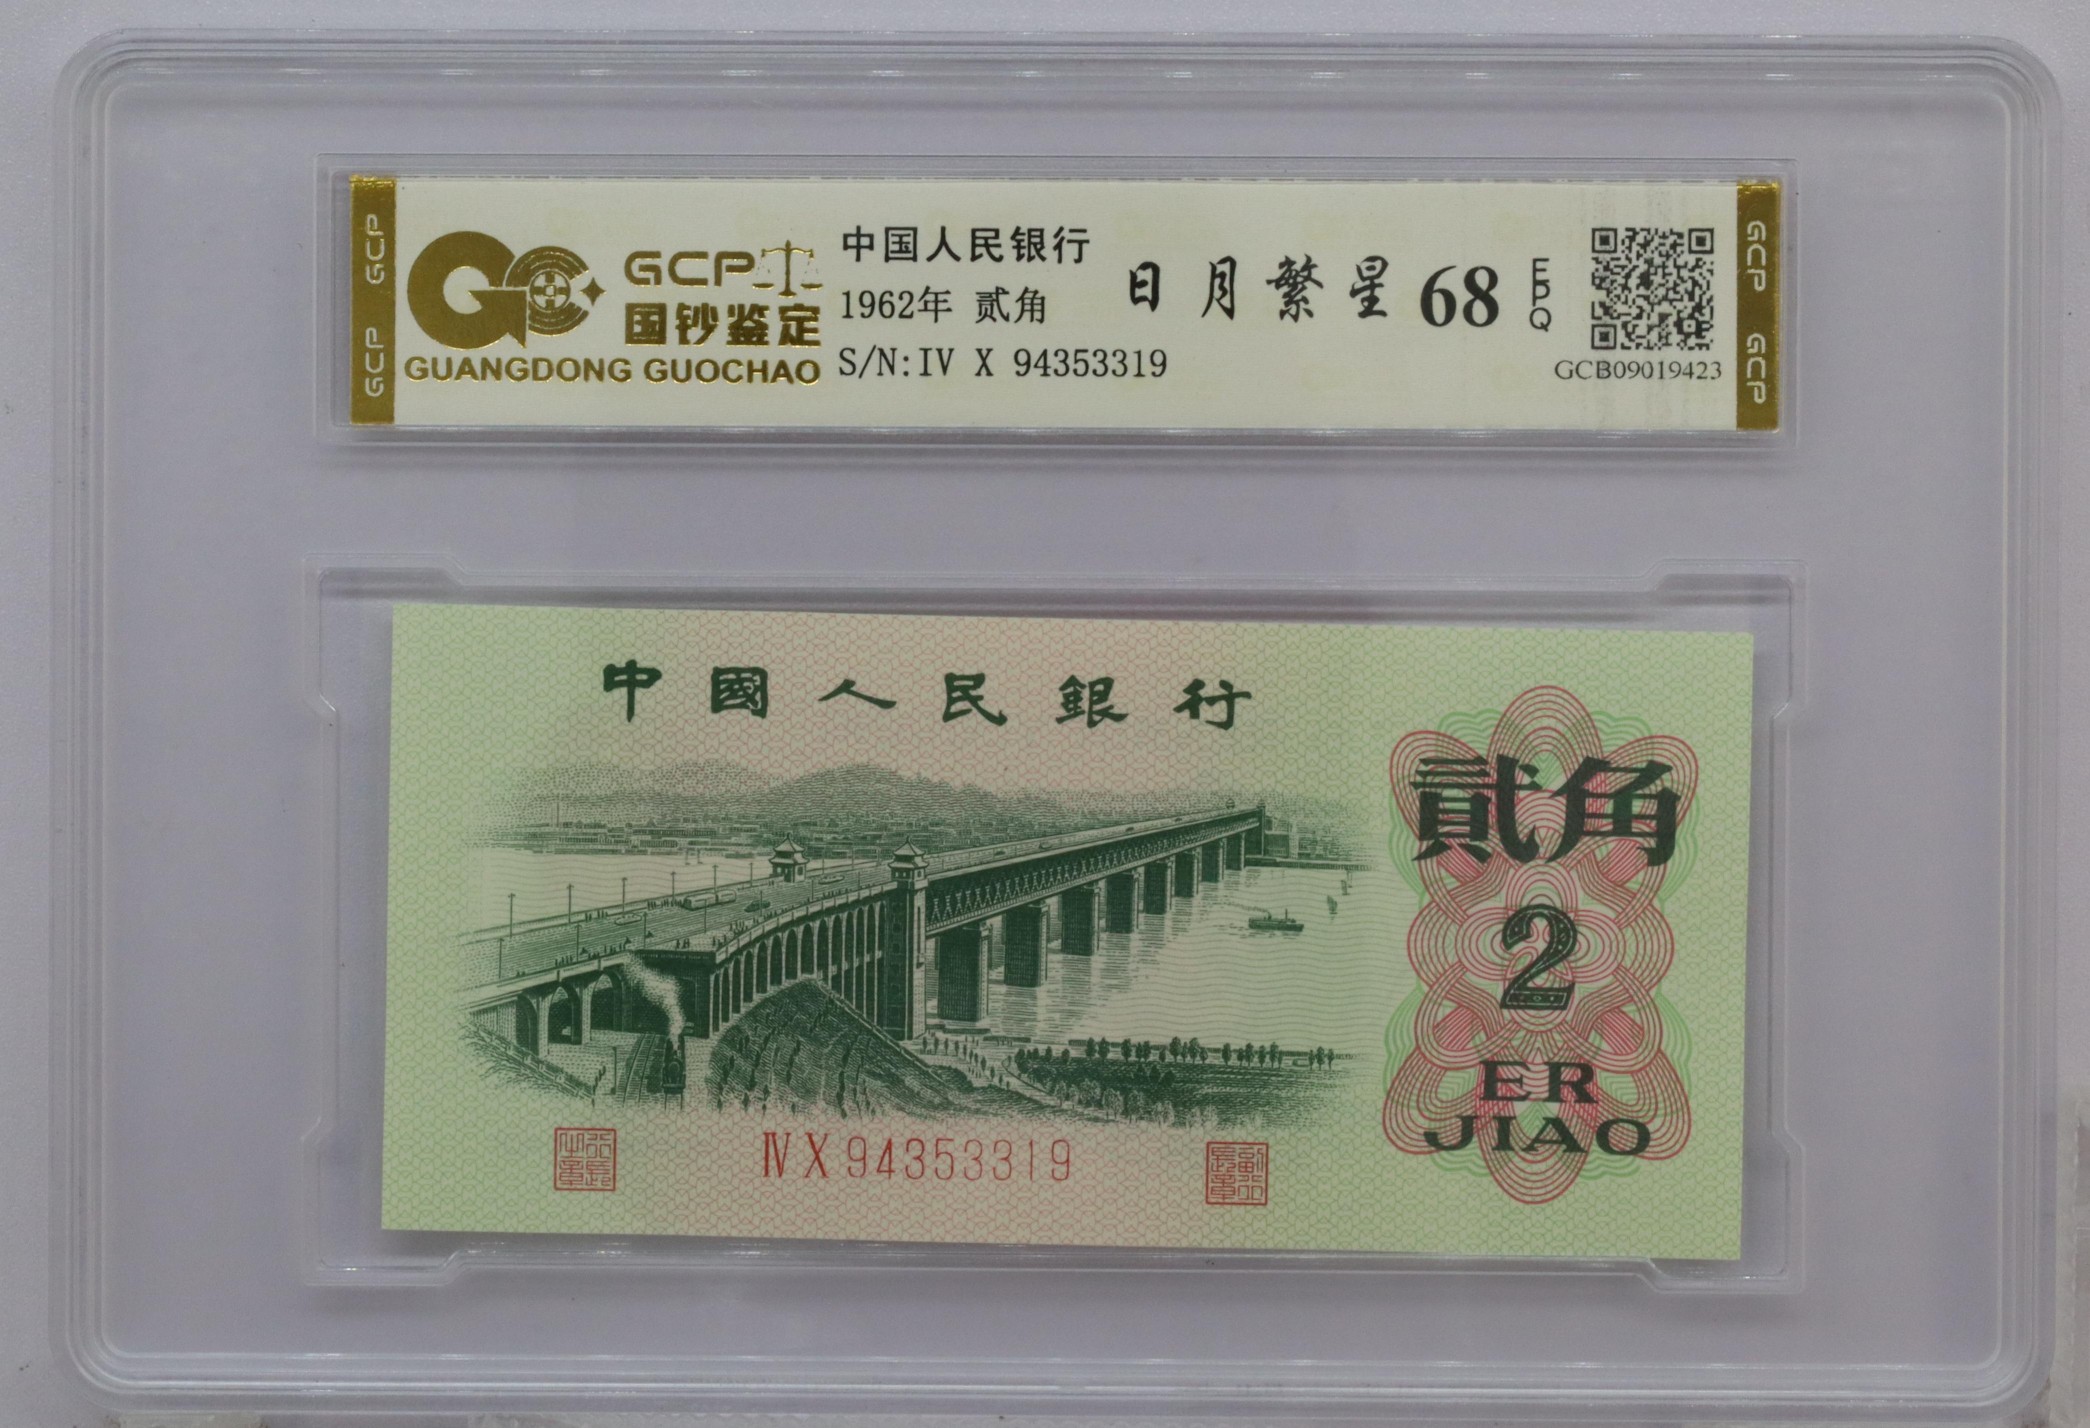 GCP
GCP
GCP
国钞鉴定
GUANGDONG GUOCHAO
中国人民银行
1962年 贰角
S/N:IV X 94353319
日月繁星 68
EPQ
GCB09019423
GCP
GCP
中國人民銀行
貳角
2
ER
JIAO
Ⅳ X 94353319